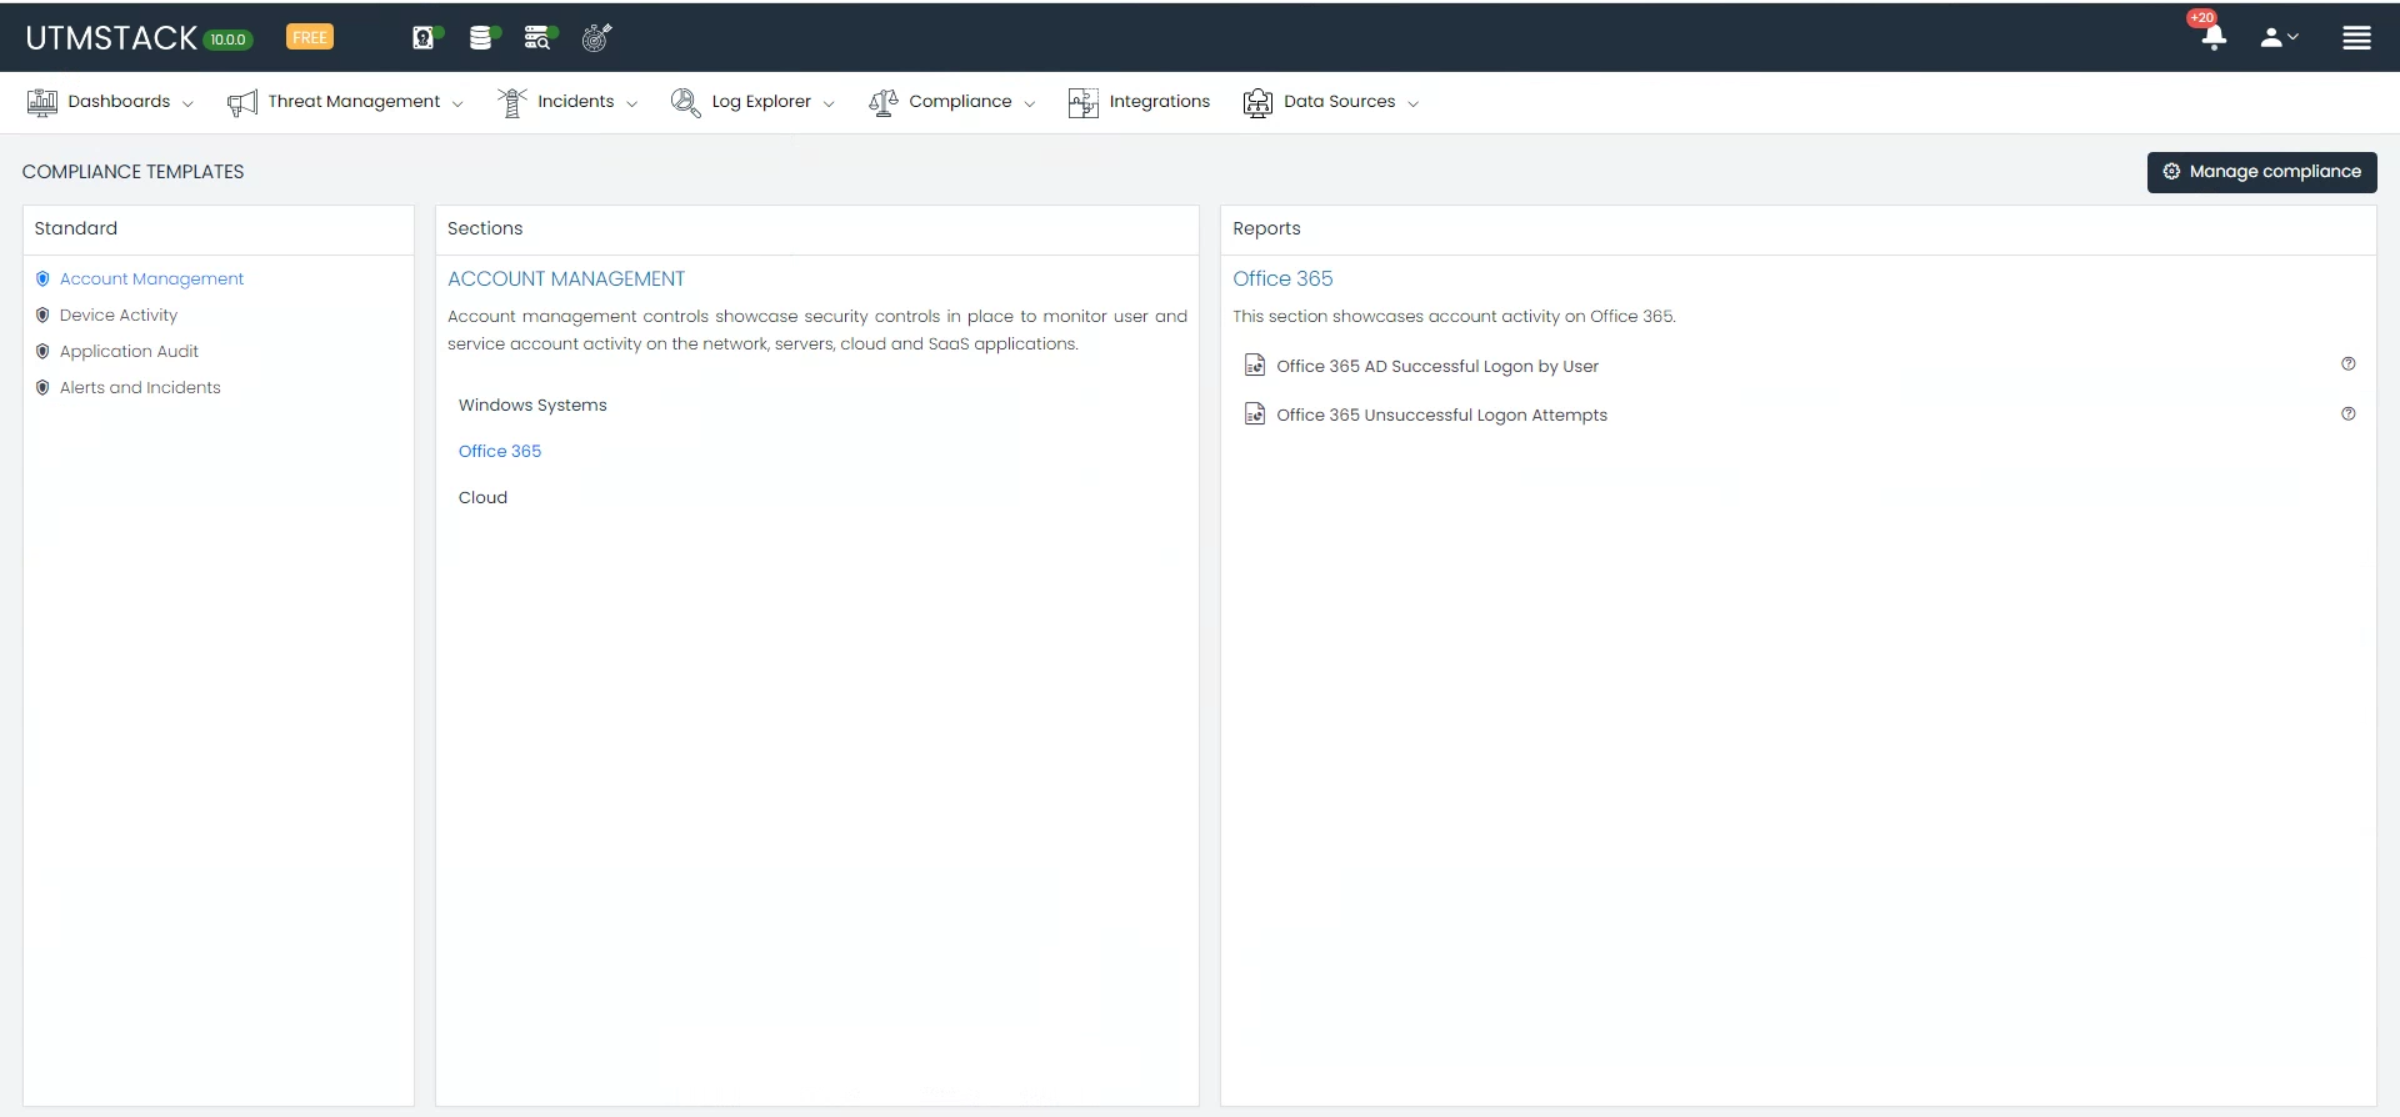 UTMSTACK 10.0.0 FREE +20
Dashboards Threat Management Incidents Log Explorer Compliance Integrations Data Sources
COMPLIANCE TEMPLATES Manage compliance
Standard
Account Management
Device Activity
Application Audit
Alerts and Incidents
Sections
ACCOUNT MANAGEMENT
Account management controls showcase security controls in place to monitor user and
service account activity on the network, servers, cloud and SaaS applications.
Windows Systems
Office 365
Cloud
Reports
Office 365
This section showcases account activity on Office 365.
Office 365 AD Successful Logon by User
Office 365 Unsuccessful Logon Attempts